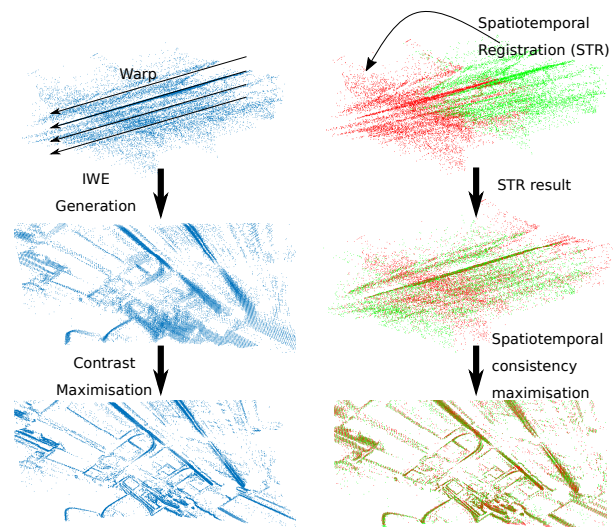 Warp
IWE
Generation
Contrast
Maximisation
Spatiotemporal
Registration (STR)
STR result
Spatiotemporal
consistency
maximisation